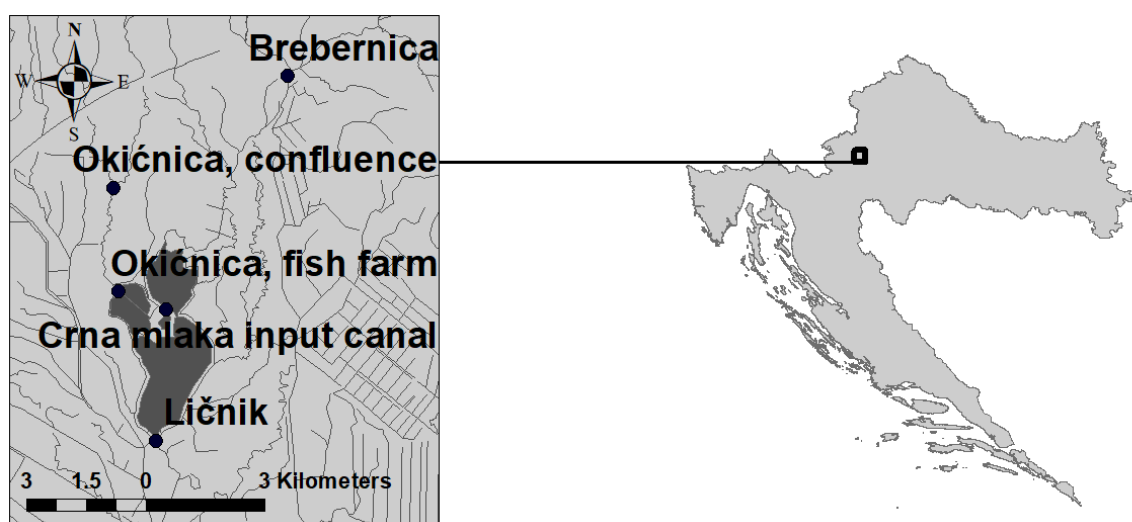 Brebernica
N
W E
S
Okićnica, confluence
Okićnica, fish farm
Crna mlaka input canal
Ličnik
3 1.5 0 3 Kilometers